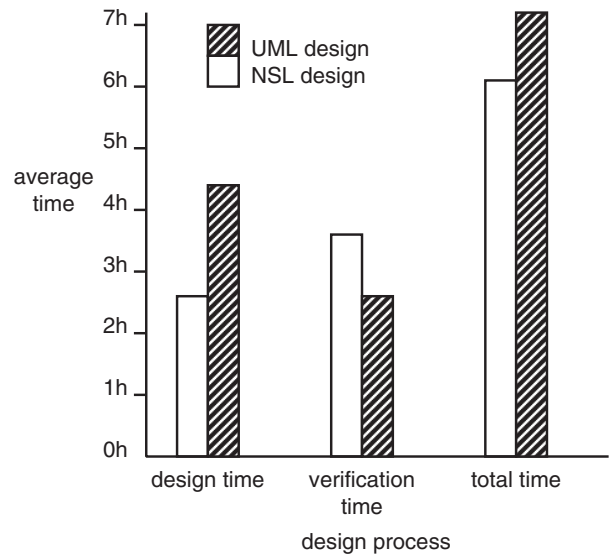 7h
UML design
NSL design
6h
5h
average
time
4h
3h
2h
1h
0h
design time
verification
time
total time
design process